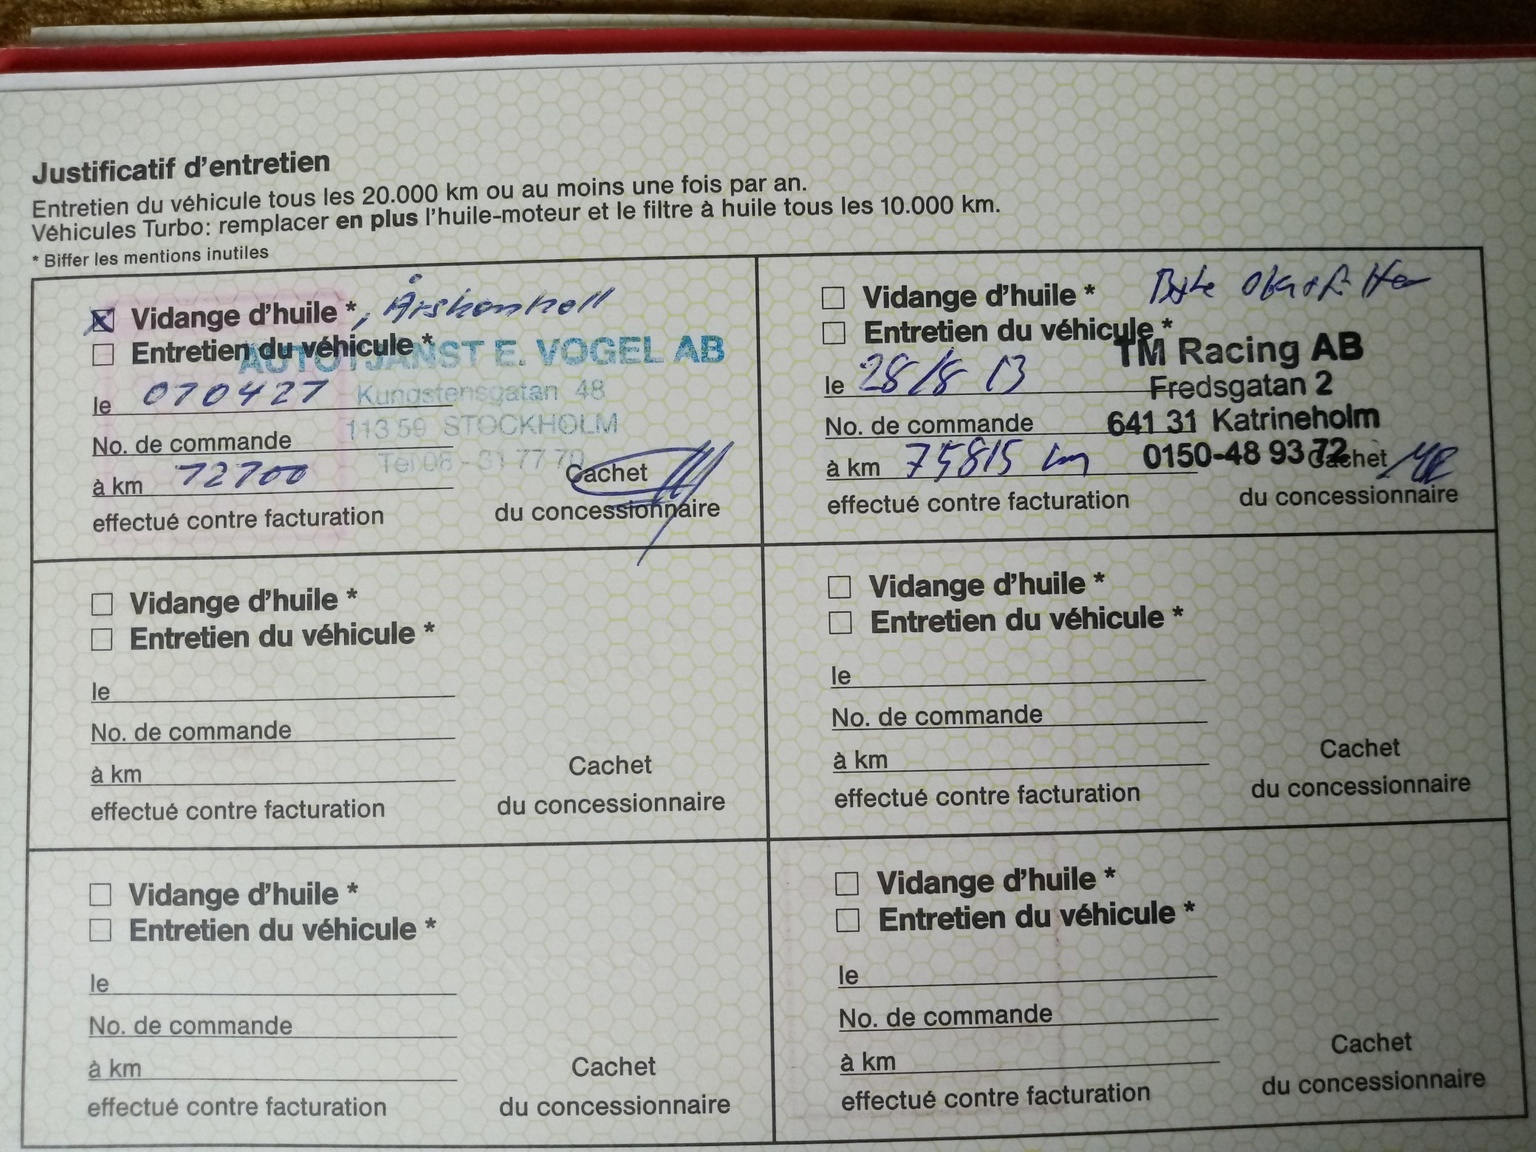 Justificatif d'entretien
Entretien du véhicule tous les 20.000 km ou au moins une fois par an.
Véhicules Turbo: remplacer en plus l'huile-moteur et le filtre à huile tous les 10.000 km.
* Biffer les mentions inutiles
Vidange d'huile *, Årskontroll
Entretien du véhicule *
AUTOTJÄNST E. VOGEL AB
le 070427
Kungstensgatan 48
No. de commande
113 59 STOCKHOLM
Tel 08 - 31 77 70
à km 72700
Cachet
effectué contre facturation
du concessionnaire
Vidange d'huile * Byte olja
Entretien du véhicule *
TM Racing AB
le 28/8 13
Fredsgatan 2
No. de commande
641 31 Katrineholm
à km 75815 km
0150-48 93 72
Cachet
effectué contre facturation
du concessionnaire
Vidange d'huile *
Entretien du véhicule *
le
No. de commande
à km
Cachet
effectué contre facturation
du concessionnaire
Vidange d'huile *
Entretien du véhicule *
le
No. de commande
à km
Cachet
effectué contre facturation
du concessionnaire
Vidange d'huile *
Entretien du véhicule *
le
No. de commande
à km
Cachet
effectué contre facturation
du concessionnaire
Vidange d'huile *
Entretien du véhicule *
le
No. de commande
à km
Cachet
effectué contre facturation
du concessionnaire